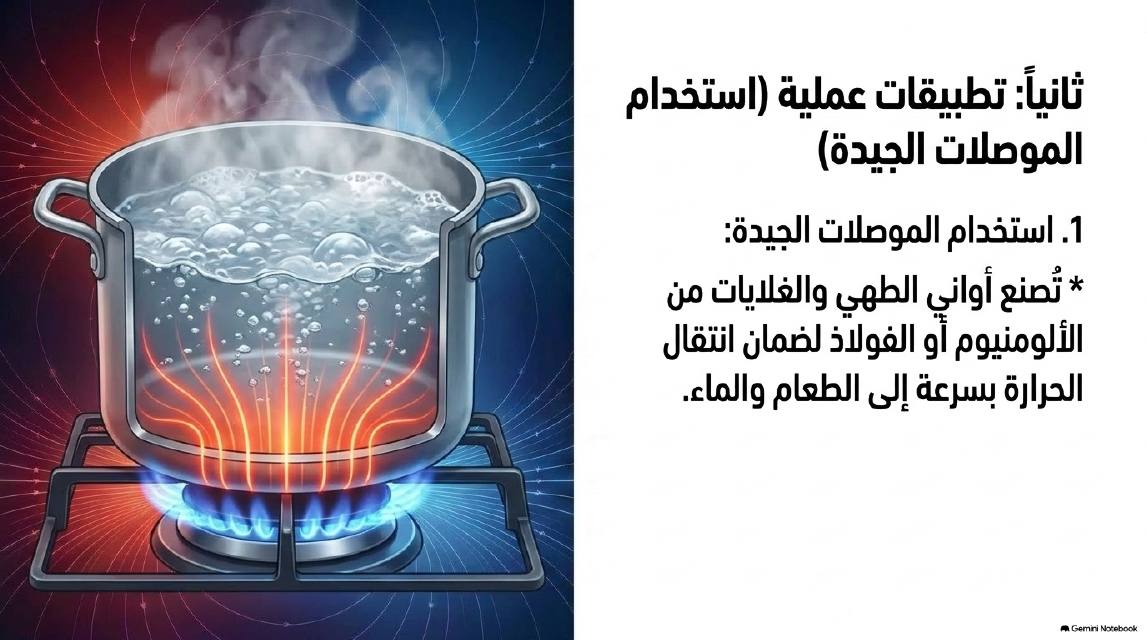 ثانياً: تطبيقات عملية (استخدام
الموصلات الجيدة)
1. استخدام الموصلات الجيدة:
* تُصنع أواني الطهي والغلايات من
الألومنيوم أو الفولاذ لضمان انتقال
الحرارة بسرعة إلى الطعام والماء.
Gemini Notebook